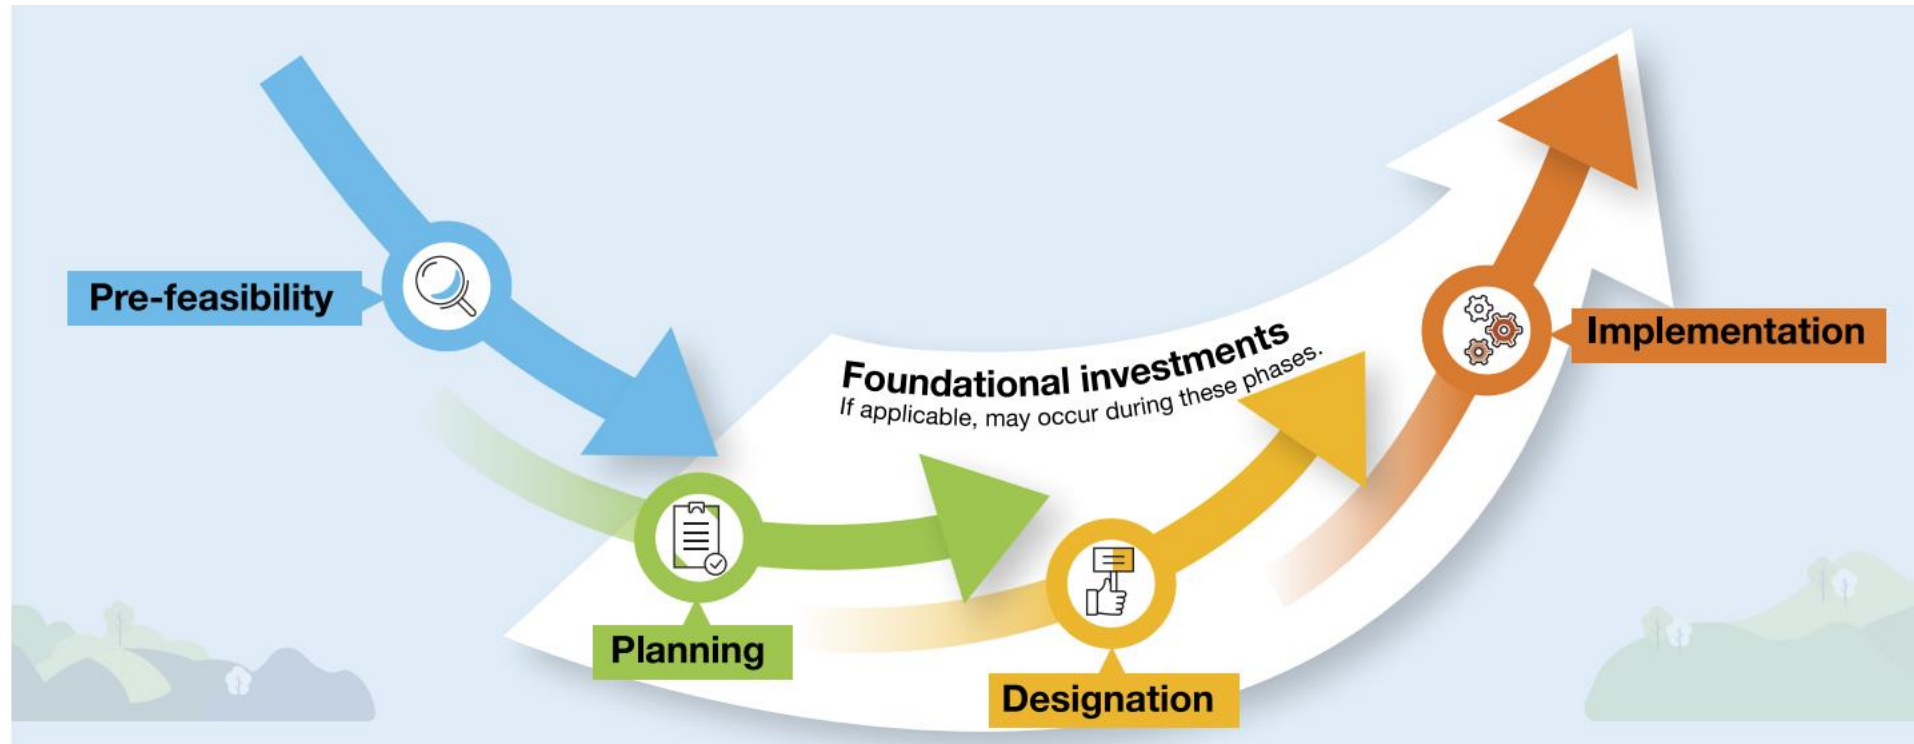 Pre-feasibility
Foundational investments
If applicable, may occur during these phases.
Implementation
Planning
Designation